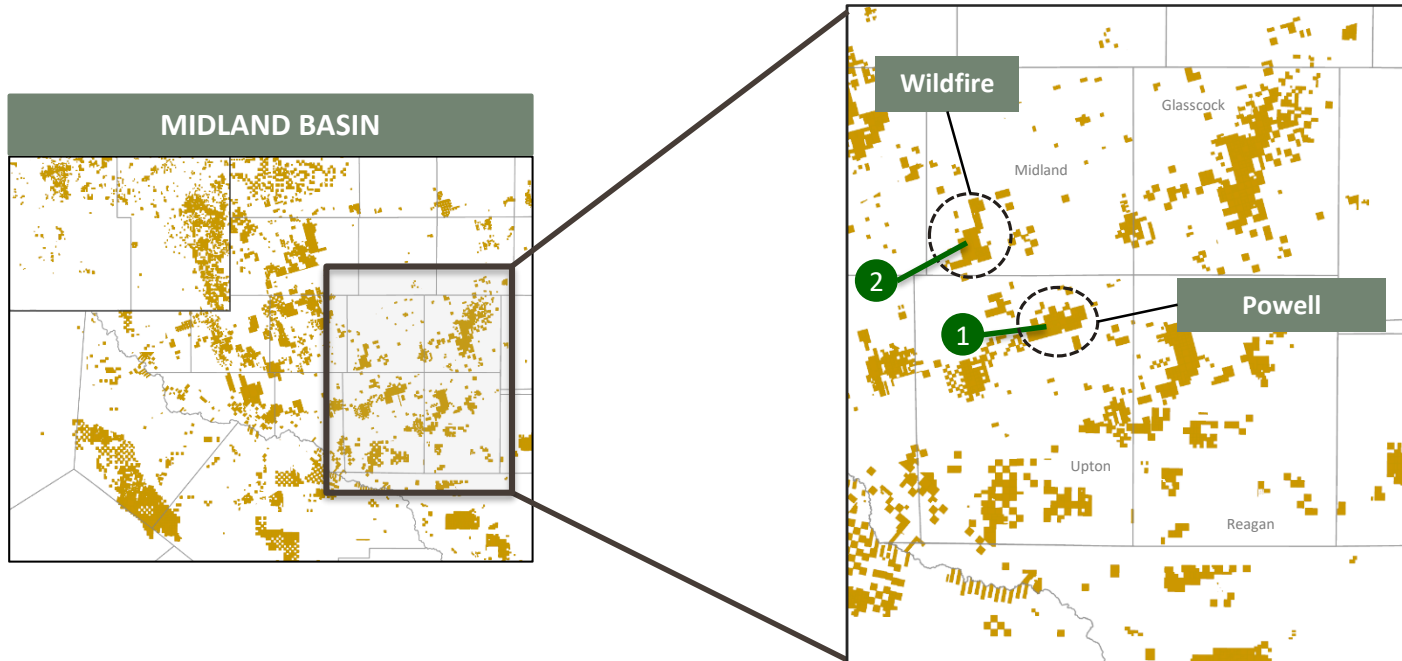 MIDLAND BASIN
Wildfire
Glasscock
Midland
2
Powell
1
Upton
Reagan